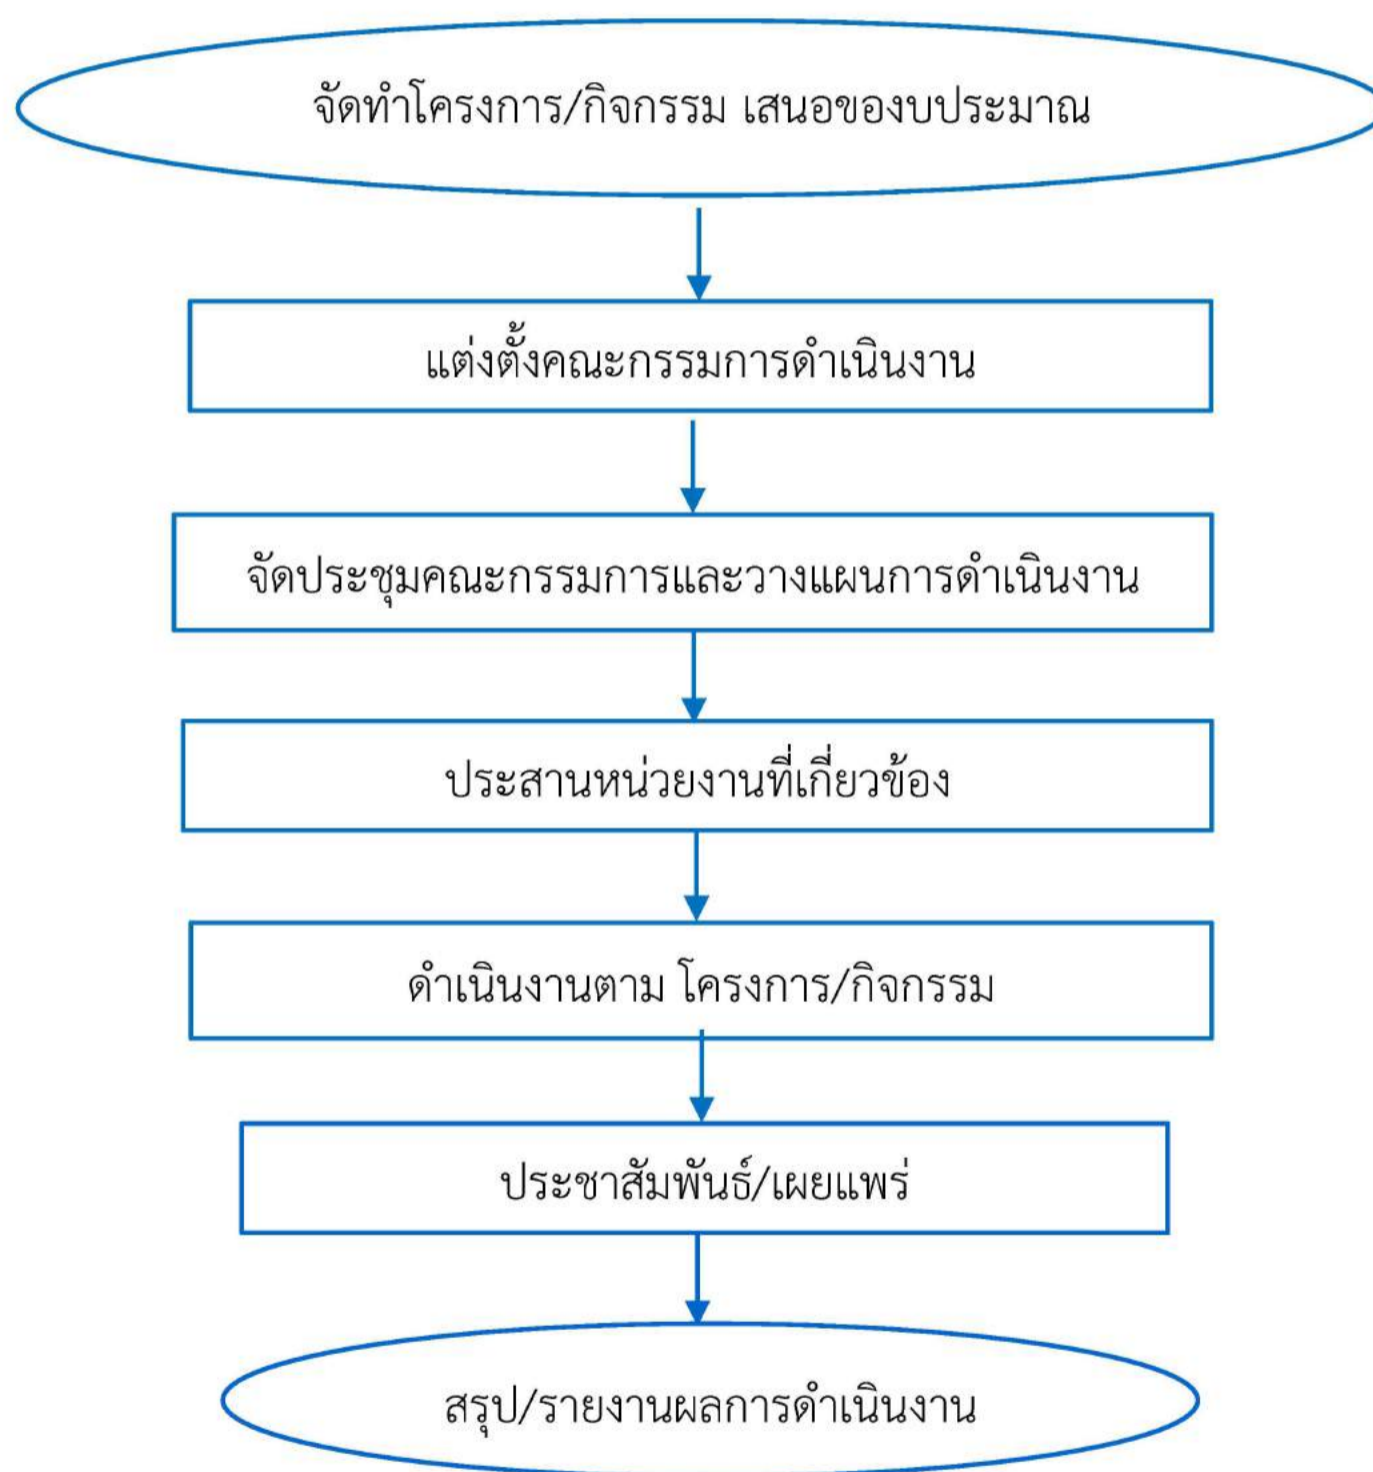 จัดทำโครงการ/กิจกรรม เสนอของบประมาณ
แต่งตั้งคณะกรรมการดำเนินงาน
จัดประชุมคณะกรรมการและวางแผนการดำเนินงาน
ประสานหน่วยงานที่เกี่ยวข้อง
ดำเนินงานตาม โครงการ/กิจกรรม
ประชาสัมพันธ์/เผยแพร่
สรุป/รายงานผลการดำเนินงาน